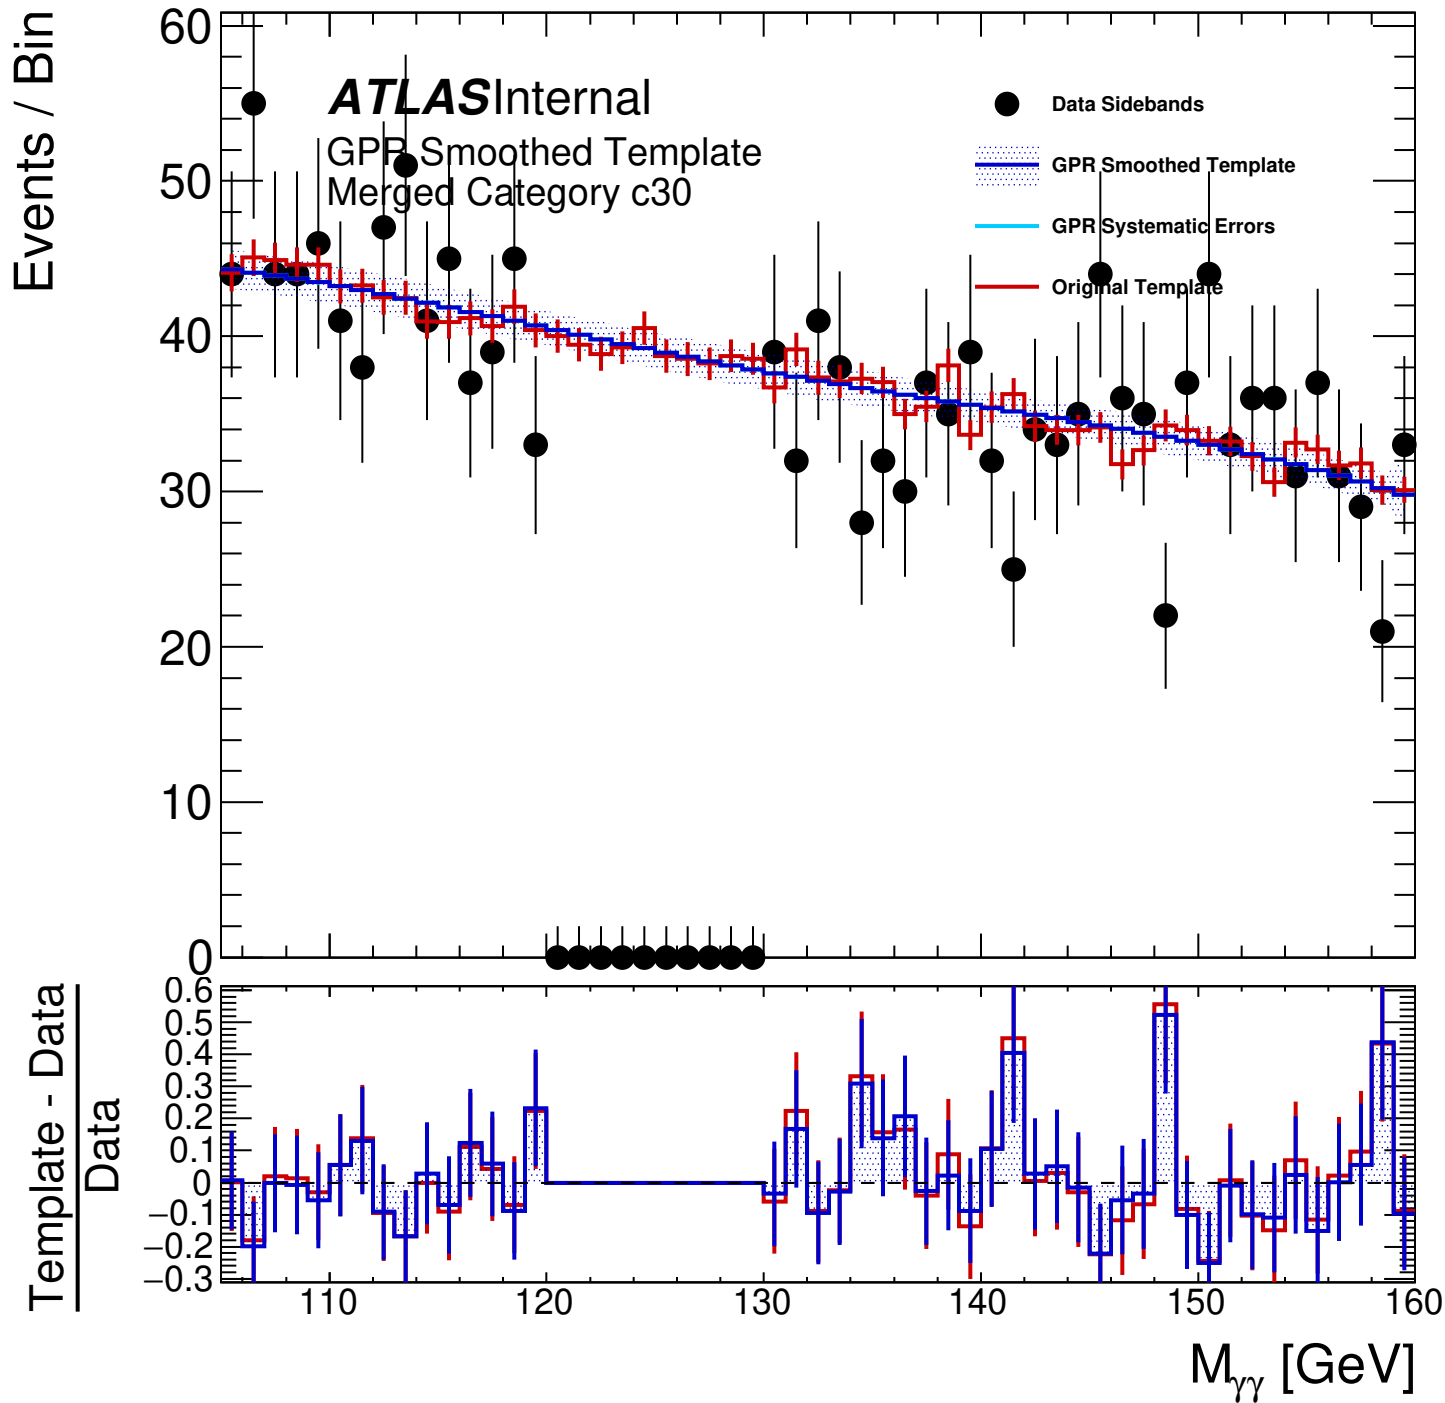 Events / Bin
60
50
40
30
20
10
0
ATLAS Internal
GPR Smoothed Template
Merged Category c30
Data Sidebands
GPR Smoothed Template
GPR Systematic Errors
Original Template
Template - Data
Data
0.6
0.5
0.4
0.3
0.2
0.1
0
−0.1
−0.2
−0.3
110 120 130 140 150 160
Mγγ [GeV]